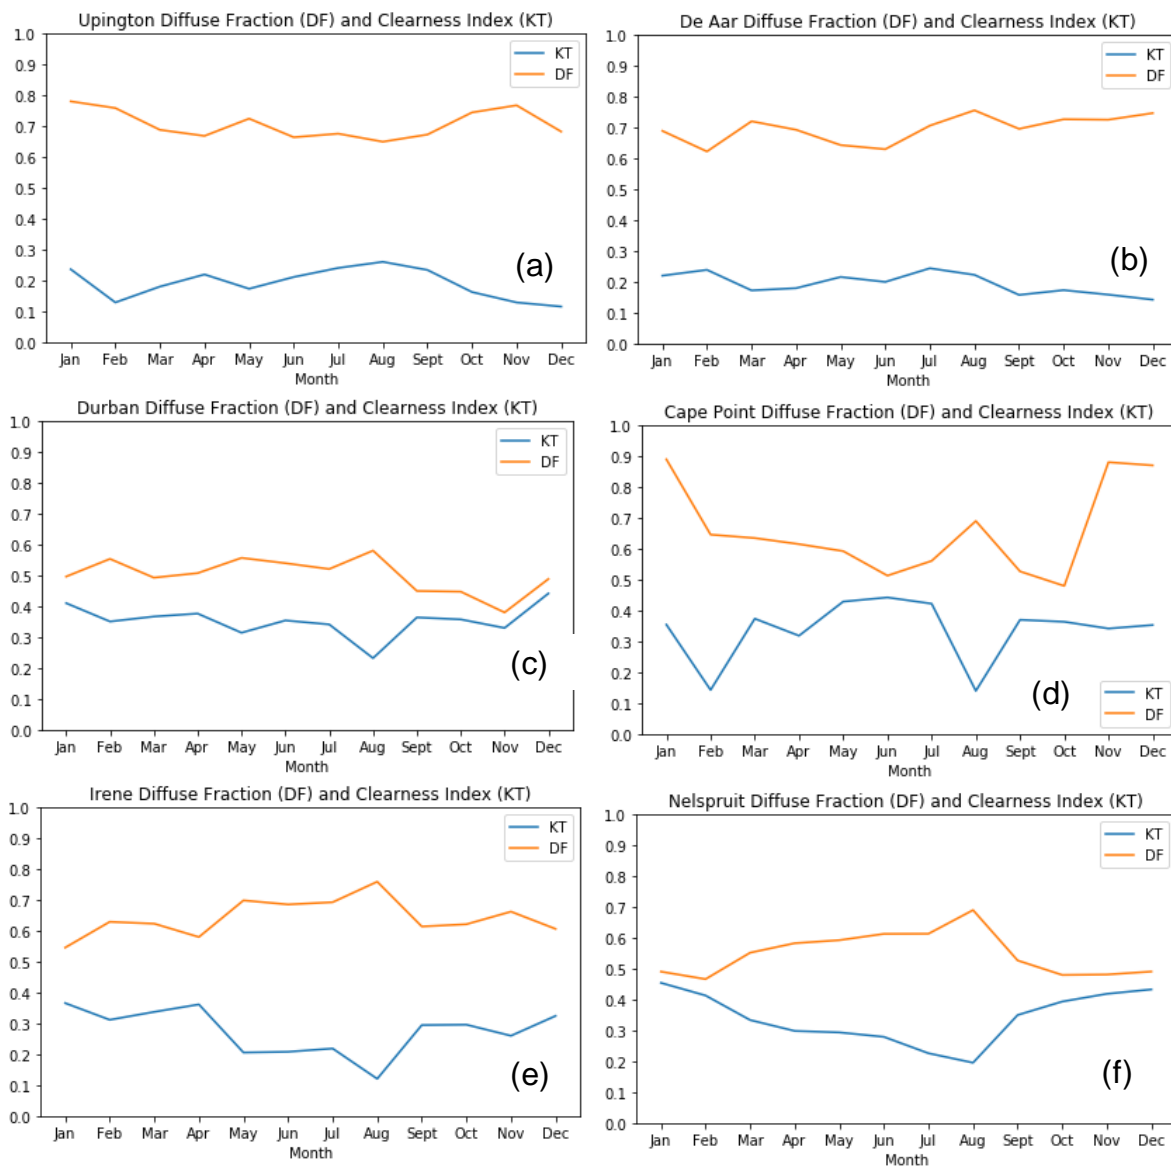 Upington Diffuse Fraction (DF) and Clearness Index (KT)
1.0
0.9
0.8
0.7
0.6
0.5
0.4
0.3
0.2
0.1
0.0
KT
DF
(a)
Jan Feb Mar Apr May Jun Jul Aug Sept Oct Nov Dec
Month
De Aar Diffuse Fraction (DF) and Clearness Index (KT)
1.0
0.9
0.8
0.7
0.6
0.5
0.4
0.3
0.2
0.1
0.0
KT
DF
(b)
Jan Feb Mar Apr May Jun Jul Aug Sept Oct Nov Dec
Month
Durban Diffuse Fraction (DF) and Clearness Index (KT)
1.0
0.9
0.8
0.7
0.6
0.5
0.4
0.3
0.2
0.1
0.0
KT
DF
(c)
Jan Feb Mar Apr May Jun Jul Aug Sept Oct Nov Dec
Month
Cape Point Diffuse Fraction (DF) and Clearness Index (KT)
1.0
0.9
0.8
0.7
0.6
0.5
0.4
0.3
0.2
0.1
0.0
(d)
KT
DF
Jan Feb Mar Apr May Jun Jul Aug Sept Oct Nov Dec
Month
Irene Diffuse Fraction (DF) and Clearness Index (KT)
1.0
0.9
0.8
0.7
0.6
0.5
0.4
0.3
0.2
0.1
0.0
KT
DF
(e)
Jan Feb Mar Apr May Jun Jul Aug Sept Oct Nov Dec
Month
Nelspruit Diffuse Fraction (DF) and Clearness Index (KT)
1.0
0.9
0.8
0.7
0.6
0.5
0.4
0.3
0.2
0.1
0.0
KT
DF
(f)
Jan Feb Mar Apr May Jun Jul Aug Sept Oct Nov Dec
Month